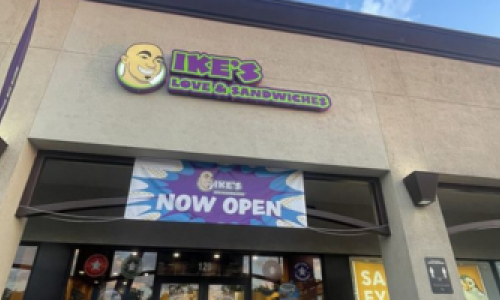 IKE'S
LOVE & SANDWICHES
IKE'S
NOW OPEN
SA